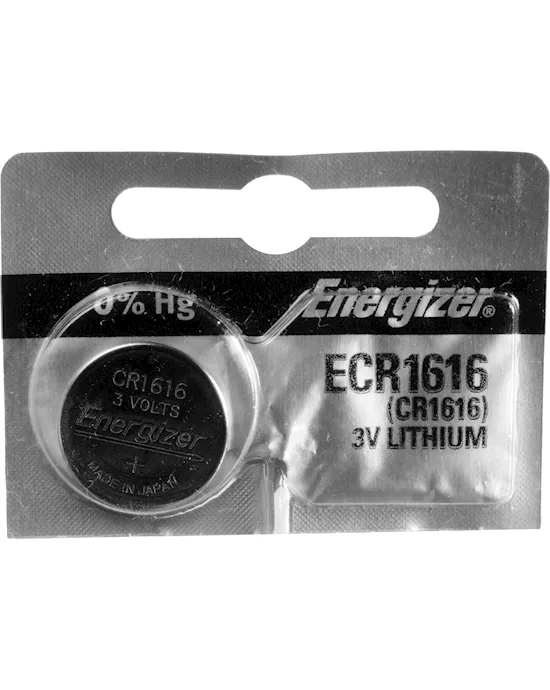 0% Hg
Energizer®
ECR1616
(CR1616)
3V LITHIUM
CR1616
3 VOLTS
Energizer
+
MADE IN JAPAN